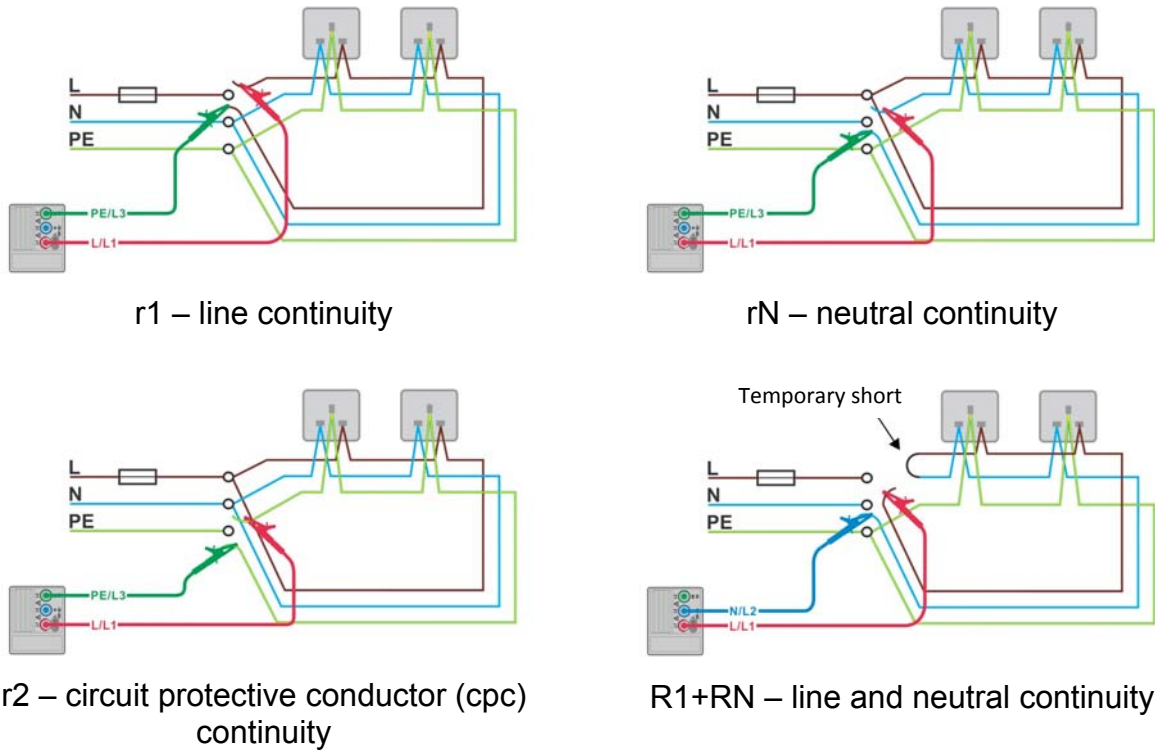 L
N
PE
PE/L3
L/L1
r1 – line continuity
L
N
PE
PE/L3
L/L1
rN – neutral continuity
L
N
PE
PE/L3
L/L1
r2 – circuit protective conductor (cpc)
continuity
Temporary short
L
N
PE
N/L2
L/L1
R1+RN – line and neutral continuity